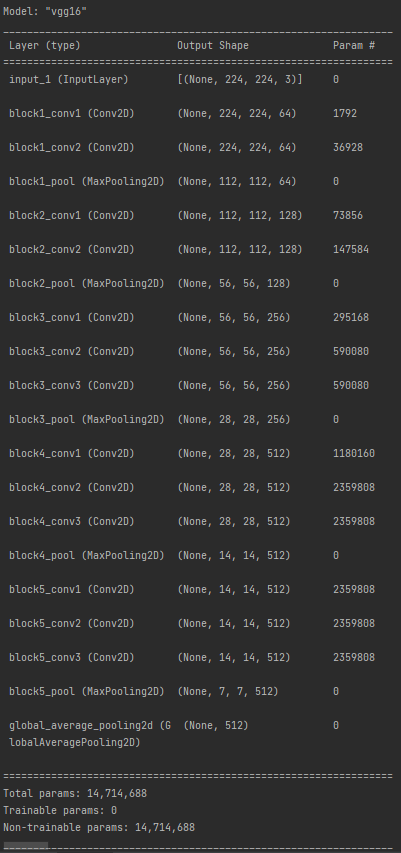 Model: "vgg16"
_________________________________________________________________
Layer (type) Output Shape Param #
=================================================================
input_1 (InputLayer) [(None, 224, 224, 3)] 0
block1_conv1 (Conv2D) (None, 224, 224, 64) 1792
block1_conv2 (Conv2D) (None, 224, 224, 64) 36928
block1_pool (MaxPooling2D) (None, 112, 112, 64) 0
block2_conv1 (Conv2D) (None, 112, 112, 128) 73856
block2_conv2 (Conv2D) (None, 112, 112, 128) 147584
block2_pool (MaxPooling2D) (None, 56, 56, 128) 0
block3_conv1 (Conv2D) (None, 56, 56, 256) 295168
block3_conv2 (Conv2D) (None, 56, 56, 256) 590080
block3_conv3 (Conv2D) (None, 56, 56, 256) 590080
block3_pool (MaxPooling2D) (None, 28, 28, 256) 0
block4_conv1 (Conv2D) (None, 28, 28, 512) 1180160
block4_conv2 (Conv2D) (None, 28, 28, 512) 2359808
block4_conv3 (Conv2D) (None, 28, 28, 512) 2359808
block4_pool (MaxPooling2D) (None, 14, 14, 512) 0
block5_conv1 (Conv2D) (None, 14, 14, 512) 2359808
block5_conv2 (Conv2D) (None, 14, 14, 512) 2359808
block5_conv3 (Conv2D) (None, 14, 14, 512) 2359808
block5_pool (MaxPooling2D) (None, 7, 7, 512) 0
global_average_pooling2d (G (None, 512) 0
lobalAveragePooling2D)
=================================================================
Total params: 14,714,688
Trainable params: 0
Non-trainable params: 14,714,688
_________________________________________________________________